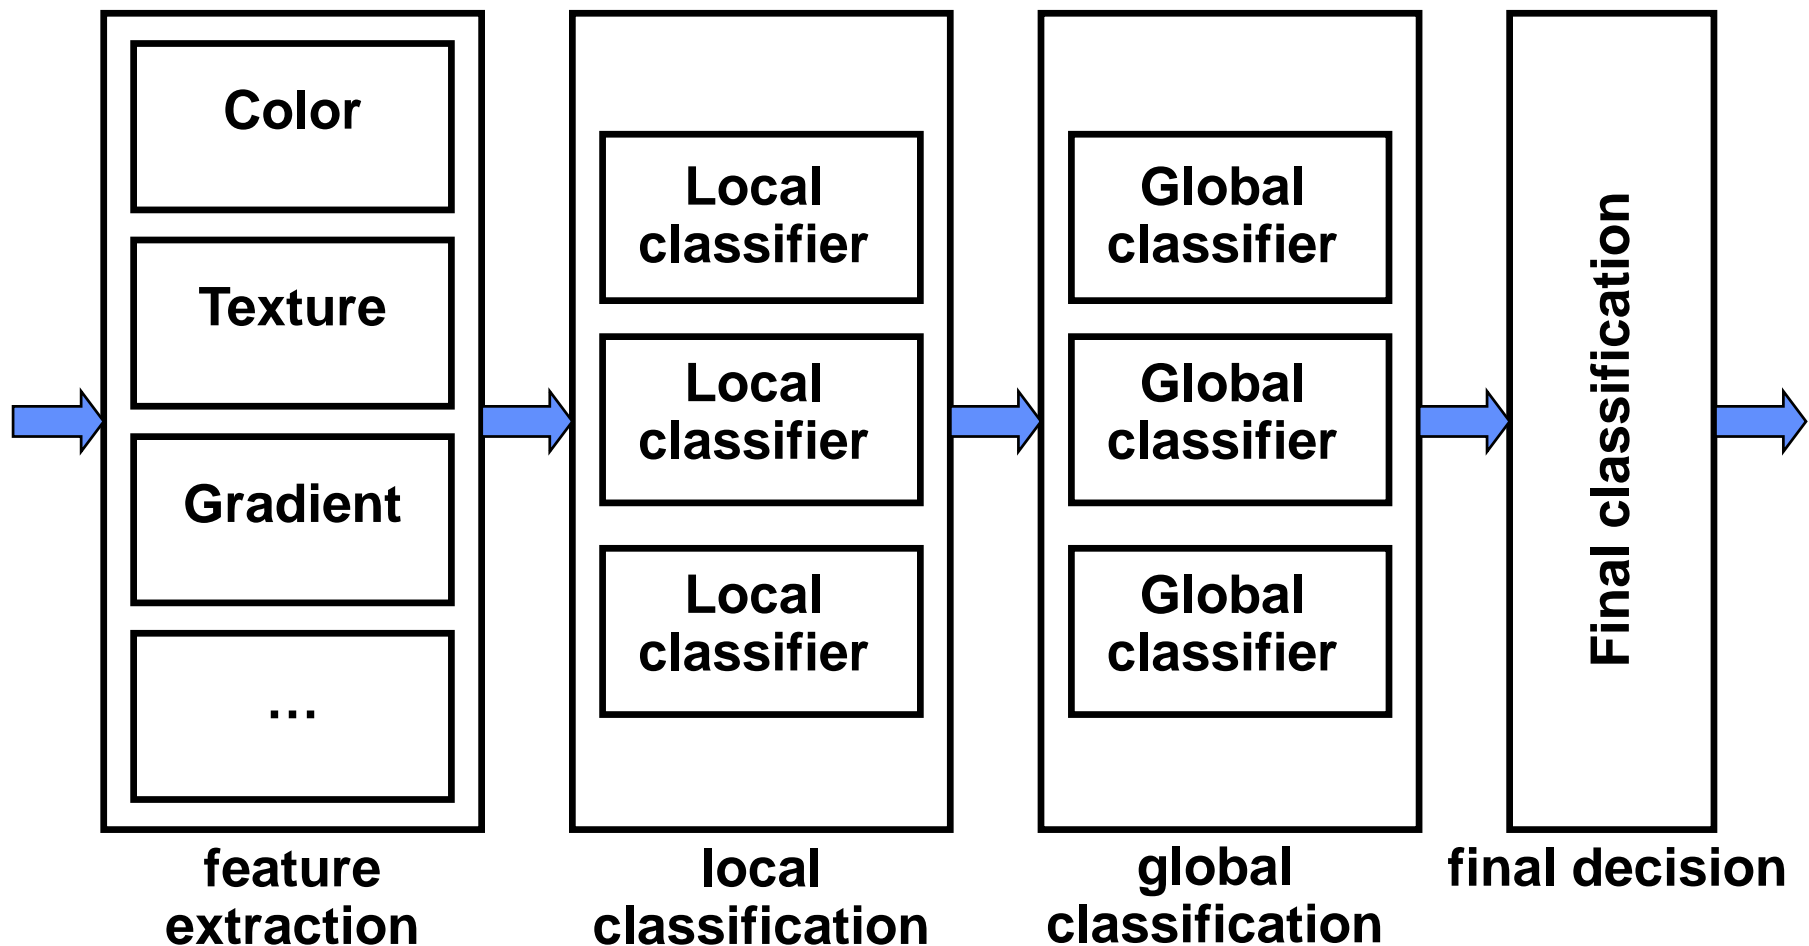 Color
Texture
Gradient
…
feature
extraction
Local
classifier
Local
classifier
Local
classifier
local
classification
Global
classifier
Global
classifier
Global
classifier
global
classification
Final classification
final decision